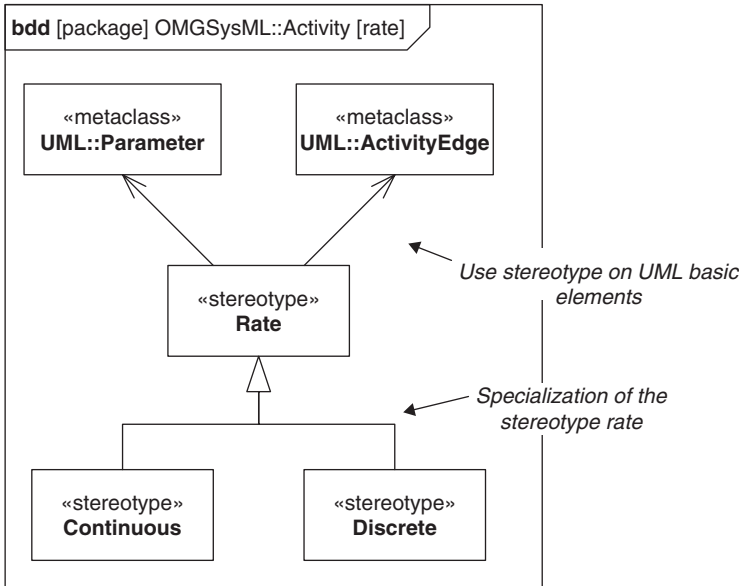 bdd [package] OMGSysML::Activity [rate]
«metaclass»
UML::Parameter
«metaclass»
UML::ActivityEdge
Use stereotype on UML basic
elements
«stereotype»
Rate
Specialization of the
stereotype rate
«stereotype»
Continuous
«stereotype»
Discrete